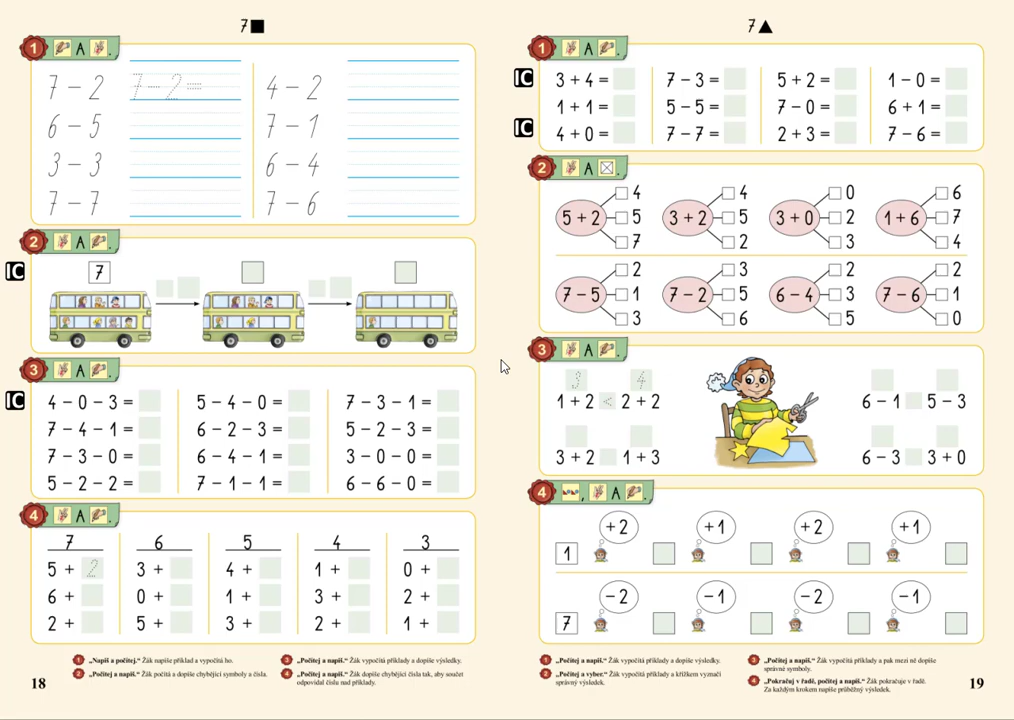 7 ■
1 A .
7 – 2 7–2=
6 – 5
3 – 3
7 – 7
4 – 2
7 – 1
6 – 4
7 – 6
2 A .
IC
7
3 A .
IC
4 – 0 – 3 =
7 – 4 – 1 =
7 – 3 – 0 =
5 – 2 – 2 =
5 – 4 – 0 =
6 – 2 – 3 =
6 – 4 – 1 =
7 – 1 – 1 =
7 – 3 – 1 =
5 – 2 – 3 =
3 – 0 – 0 =
6 – 6 – 0 =
4 A .
7
5 + 2
6 +
2 +
6
3 +
0 +
5 +
5
4 +
1 +
3 +
4
1 +
3 +
2 +
3
0 +
2 +
1 +
1 „Napiš a počítej.“ Žák napíše příklad a vypočítá ho.
2 „Počítej a napiš.“ Žák počítá a dopíše chybějící symboly a čísla.
3 „Počítej a napiš.“ Žák vypočítá příklady a dopíše výsledky.
4 „Počítej a napiš.“ Žák dopíše chybějící čísla tak, aby součet
odpovídal číslu nad příklady.
18
7 ▲
1 A .
IC
IC
3 + 4 =
1 + 1 =
4 + 0 =
7 – 3 =
5 – 5 =
7 – 7 =
5 + 2 =
7 – 0 =
2 + 3 =
1 – 0 =
6 + 1 =
7 – 6 =
2 A .
5 + 2
4
5
7
3 + 2
4
5
2
3 + 0
0
2
3
1 + 6
6
7
4
7 – 5
2
1
3
7 – 2
3
5
6
6 – 4
2
3
5
7 – 6
2
1
0
3 A .
3 4
1 + 2 < 2 + 2
3 + 2 1 + 3
6 – 1 5 – 3
6 – 3 3 + 0
4 , A .
1 + 2 + 1 + 2 + 1
7 – 2 – 1 – 2 – 1
1 „Počítej a napiš.“ Žák vypočítá příklady a dopíše výsledky.
2 „Počítej a vyber.“ Žák vypočítá příklady a křížkem vyznačí
správný výsledek.
3 „Počítej a napiš.“ Žák vypočítá příklady a pak mezi ně dopíše
správné symboly.
4 „Pokračuj v řadě, počítej a napiš.“ Žák pokračuje v řadě.
Za každým krokem napíše průběžný výsledek.
19